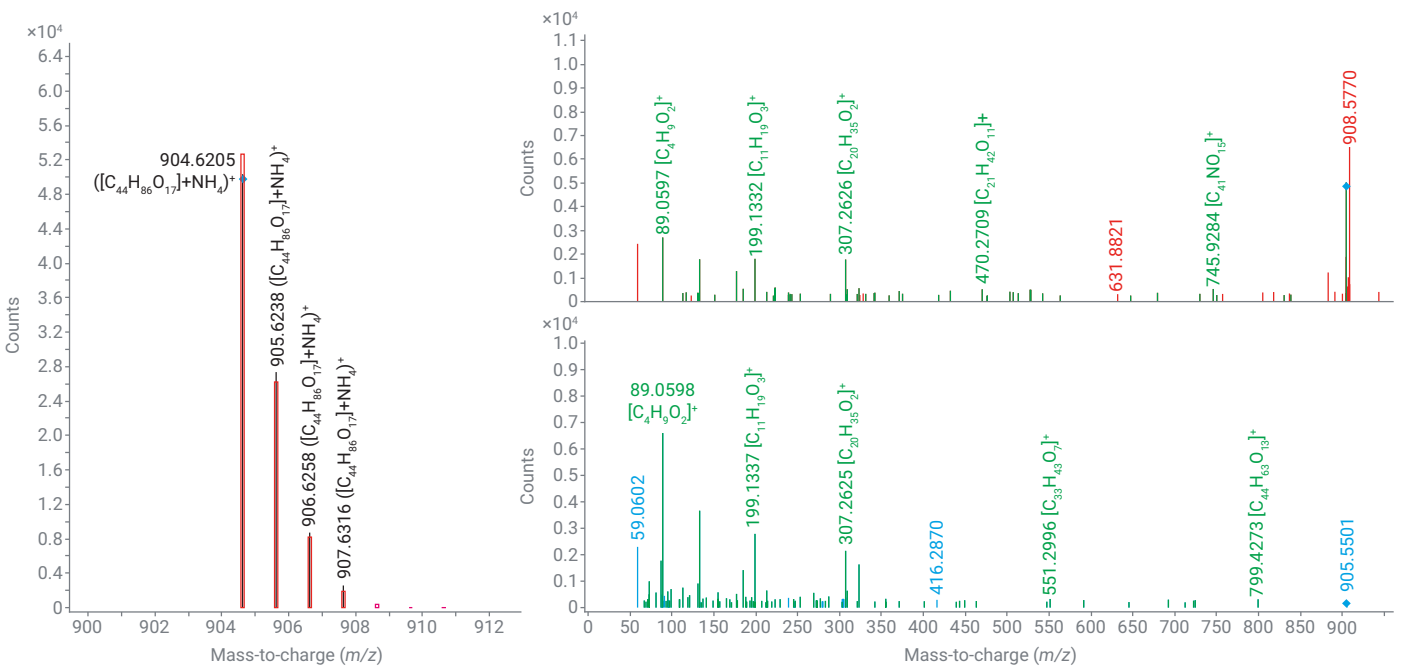 ×10⁴
6.4
6.0
5.6
5.2
4.8
4.4
4.0
3.6
3.2
2.8
2.4
2.0
1.6
1.2
0.8
0.4
0
Counts
904.6205
([C₄₄H₈₆O₁₇]+NH₄)⁺
905.6238 ([C₄₄H₈₆O₁₇]+NH₄)⁺
906.6258 ([C₄₄H₈₆O₁₇]+NH₄)⁺
907.6316 ([C₄₄H₈₆O₁₇]+NH₄)⁺
900 902 904 906 908 910 912
Mass-to-charge (m/z)
×10⁴
1.1
1.0
0.9
0.8
0.7
0.6
0.5
0.4
0.3
0.2
0.1
0
Counts
89.0597 [C₄H₉O₂]⁺
199.1332 [C₁₁H₁₉O₃]⁺
307.2626 [C₂₀H₃₅O₂]⁺
470.2709 [C₂₁H₄₂O₁₁]+
631.8821
745.9284 [C₄₁NO₁₅]⁺
908.5770
×10⁴
1.0
0.9
0.8
0.7
0.6
0.5
0.4
0.3
0.2
0.1
0
Counts
59.0602
89.0598
[C₄H₉O₂]⁺
199.1337 [C₁₁H₁₉O₃]⁺
307.2625 [C₂₀H₃₅O₂]⁺
416.2870
551.2996 [C₃₃H₄₃O₇]⁺
799.4273 [C₄₄H₆₃O₁₃]⁺
905.5501
0 50 100 150 200 250 300 350 400 450 500 550 600 650 700 750 800 850 900
Mass-to-charge (m/z)